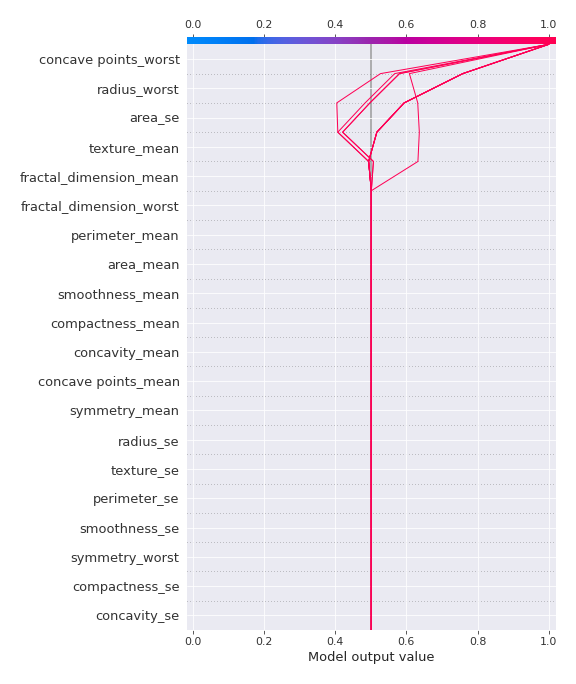 0.0 0.2 0.4 0.6 0.8 1.0
concave points_worst
radius_worst
area_se
texture_mean
fractal_dimension_mean
fractal_dimension_worst
perimeter_mean
area_mean
smoothness_mean
compactness_mean
concavity_mean
concave points_mean
symmetry_mean
radius_se
texture_se
perimeter_se
smoothness_se
symmetry_worst
compactness_se
concavity_se
0.0 0.2 0.4 0.6 0.8 1.0
Model output value